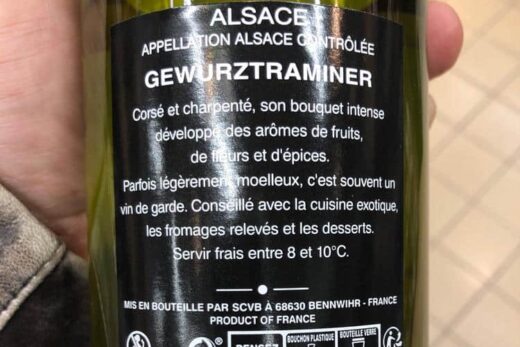 ALSACE
APPELLATION ALSACE CONTRÔLÉE
GEWURZTRAMINER
Corsé et charpenté, son bouquet intense
développe des arômes de fruits,
de fleurs et d'épices.
Parfois légèrement moelleux, c'est souvent un
vin de garde. Conseillé avec la cuisine exotique,
les fromages relevés et les desserts.
Servir frais entre 8 et 10°C.
MIS EN BOUTEILLE PAR SCVB À 68630 BENNWIHR - FRANCE
PRODUCT OF FRANCE
PENSEZ
BOUCHON PLASTIQUE
BOUTEILLE VERRE